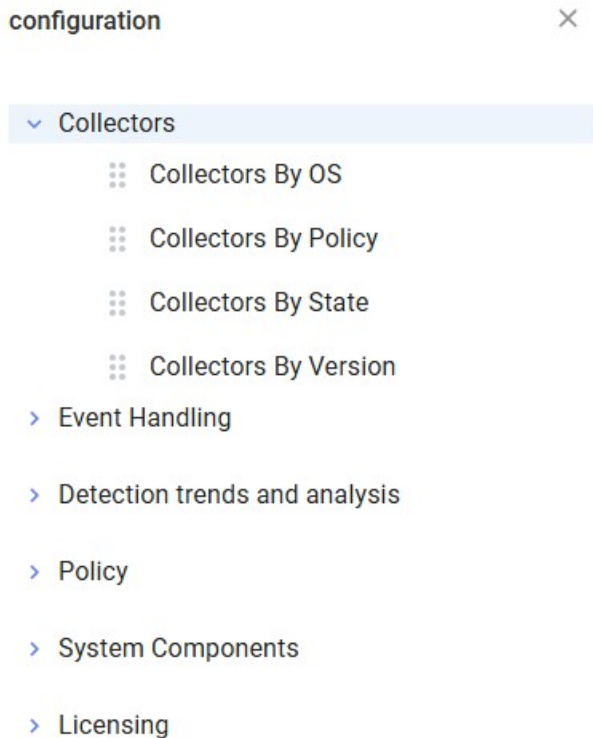 configuration
Collectors
Collectors By OS
Collectors By Policy
Collectors By State
Collectors By Version
Event Handling
Detection trends and analysis
Policy
System Components
Licensing